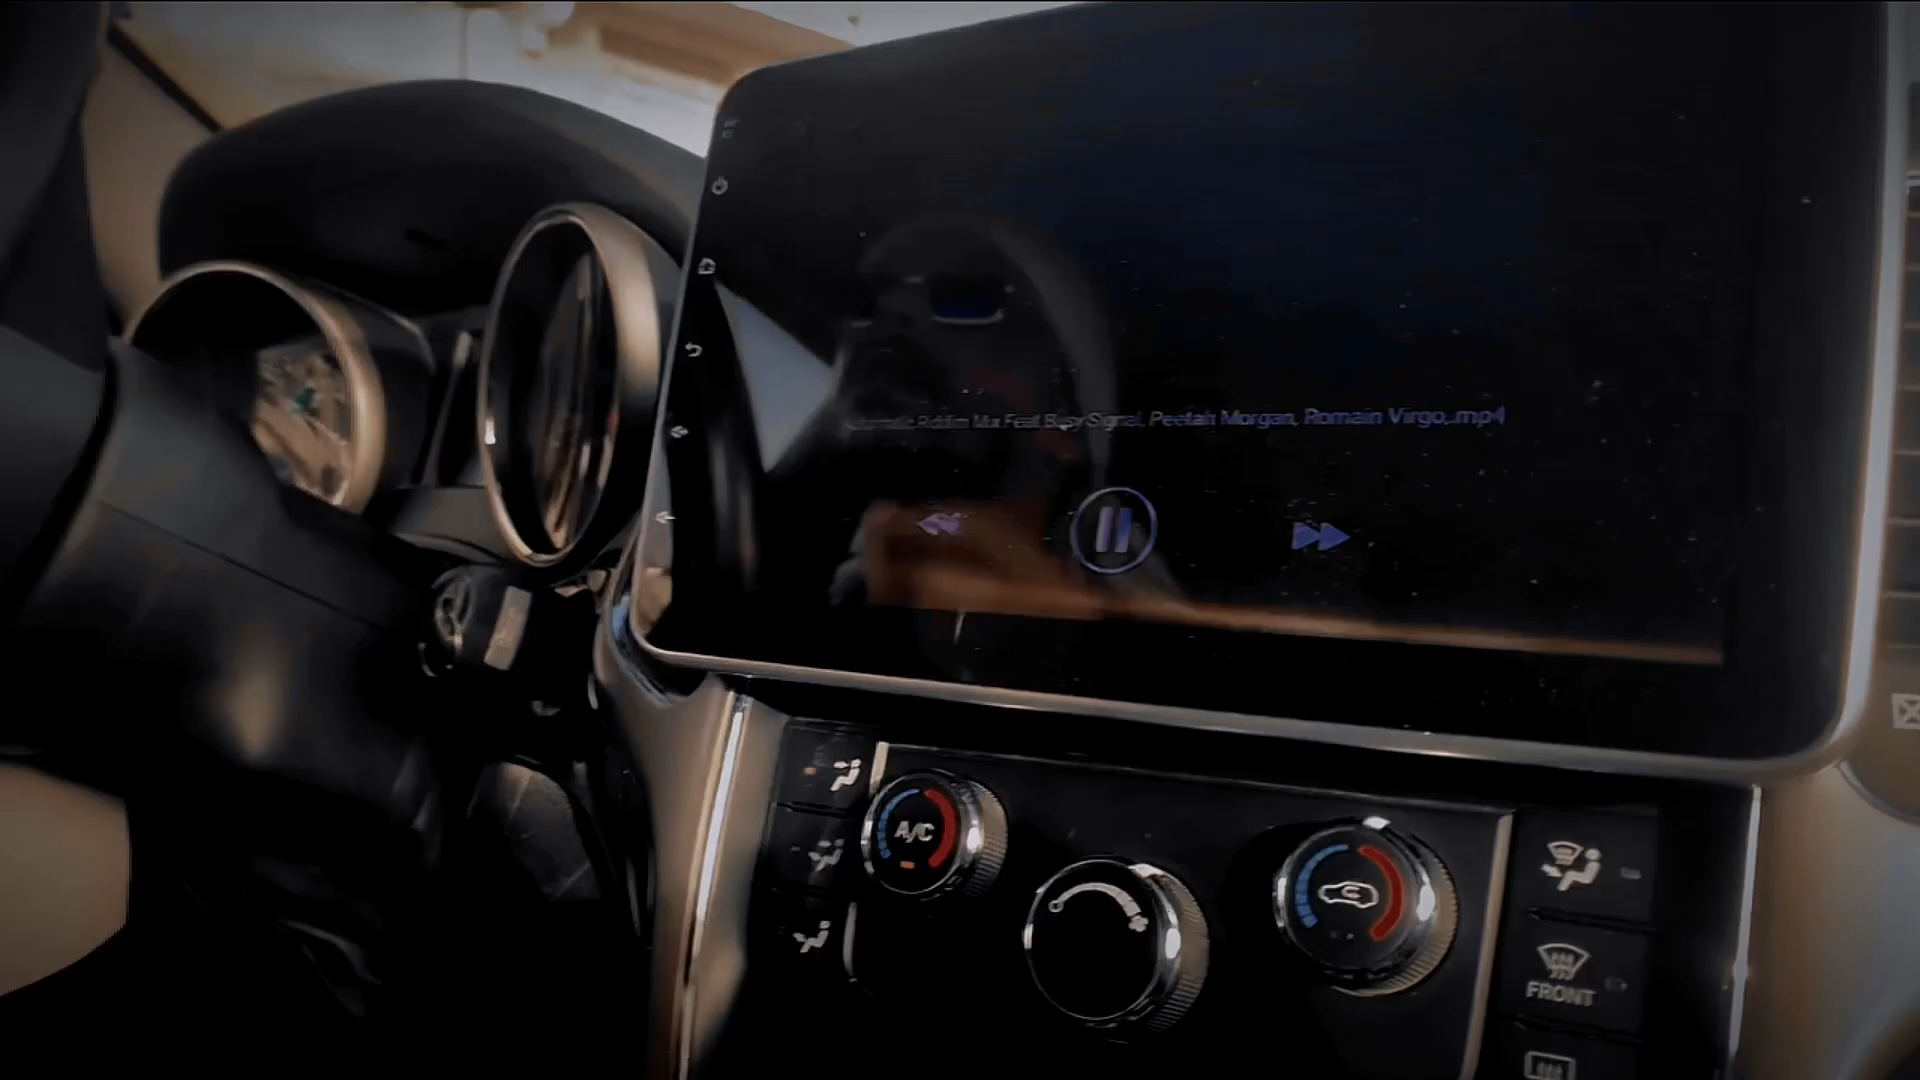 Riddim Mix Feat Busy Signal, Peetah Morgan, Romain Virgo,.mp4
A/C
FRONT